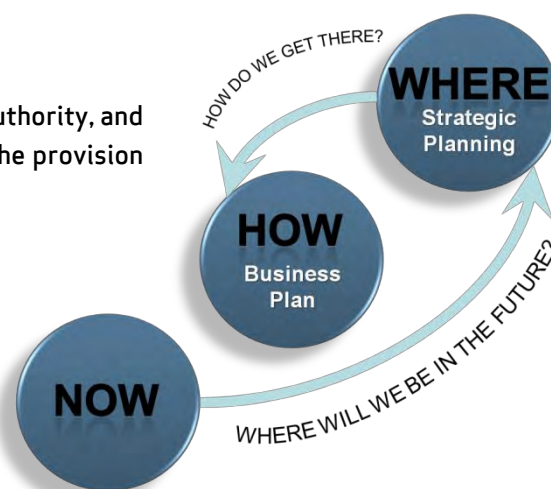 HOW DO WE GET THERE?
WHERE
Strategic
Planning
uthority, and
he provision
HOW
Business
Plan
WHERE WILL WE BE IN THE FUTURE?
NOW